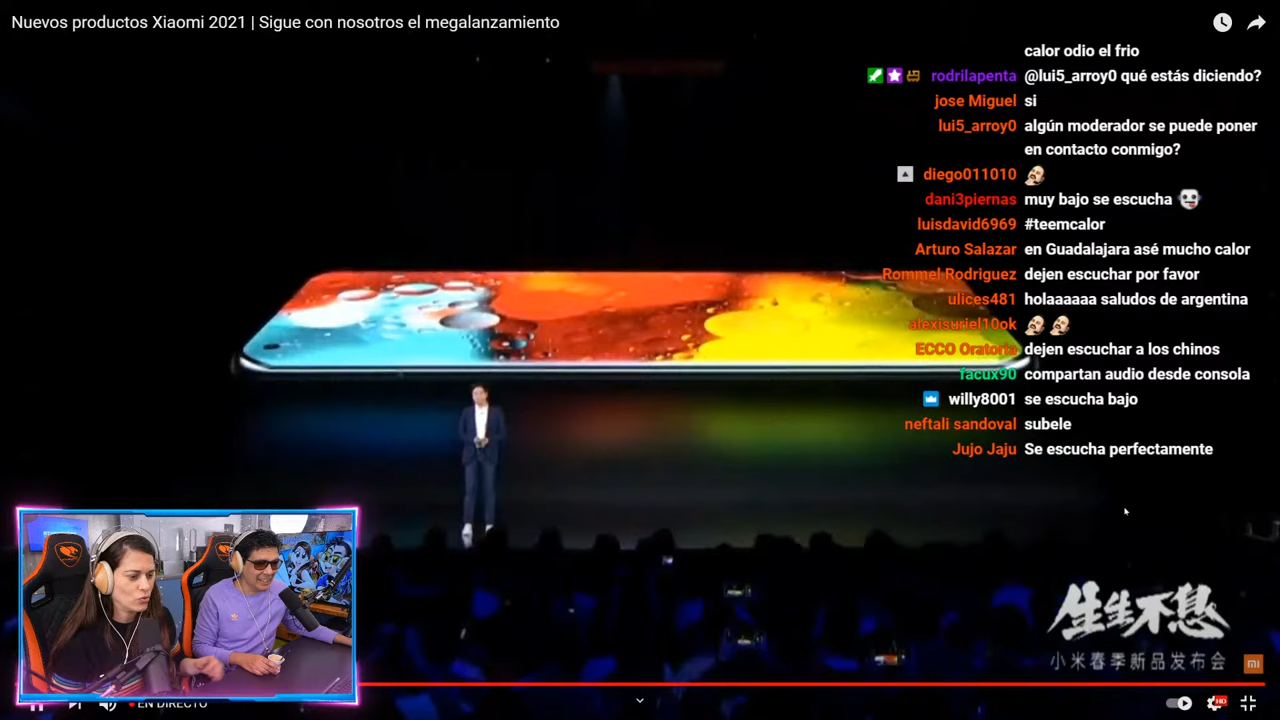 Nuevos productos Xiaomi 2021 | Sigue con nosotros el megalanzamiento
calor odio el frio
rodrilapenta @lui5_arroy0 qué estás diciendo?
jose Miguel si
lui5_arroy0 algún moderador se puede poner
en contacto conmigo?
diego011010
dani3piernas muy bajo se escucha
luisdavid6969 #teemcalor
Arturo Salazar en Guadalajara asé mucho calor
Rommel Rodriguez dejen escuchar por favor
ulices481 holaaaaaa saludos de argentina
alexisuriel10ok
ECCO Oratoria dejen escuchar a los chinos
facux90 compartan audio desde consola
willy8001 se escucha bajo
neftali sandoval subele
Jujo Jaju Se escucha perfectamente
生生不息
小米春季新品发布会
mi
EN DIRECTO
HD